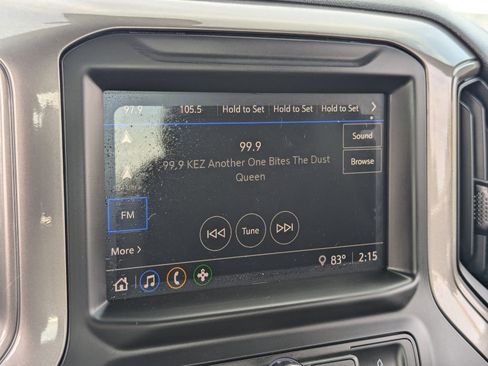 97.9 105.5 Hold to Set Hold to Set Hold to Set
99.9
99.9 KEZ Another One Bites The Dust
Queen
Sound
Browse
FM
Tune
More
83° 2:15